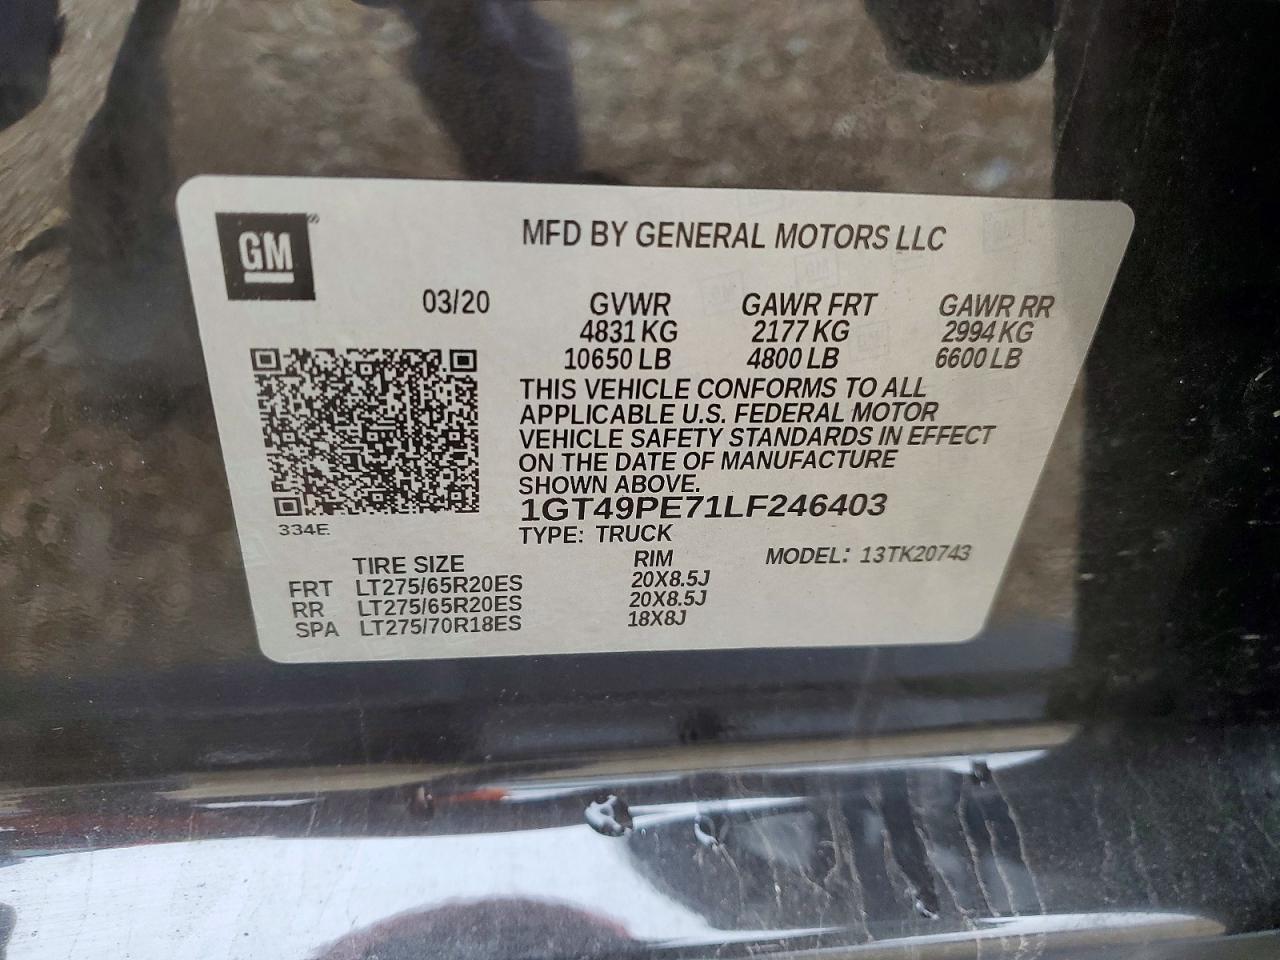 GM
MFD BY GENERAL MOTORS LLC
03/20 GVWR GAWR FRT GAWR RR
4831 KG 2177 KG 2994 KG
10650 LB 4800 LB 6600 LB
THIS VEHICLE CONFORMS TO ALL
APPLICABLE U.S. FEDERAL MOTOR
VEHICLE SAFETY STANDARDS IN EFFECT
ON THE DATE OF MANUFACTURE
SHOWN ABOVE.
1GT49PE71LF246403
334E
TYPE: TRUCK
TIRE SIZE RIM MODEL: 13TK20743
FRT LT275/65R20ES 20X8.5J
RR LT275/65R20ES 20X8.5J
SPA LT275/70R18ES 18X8J